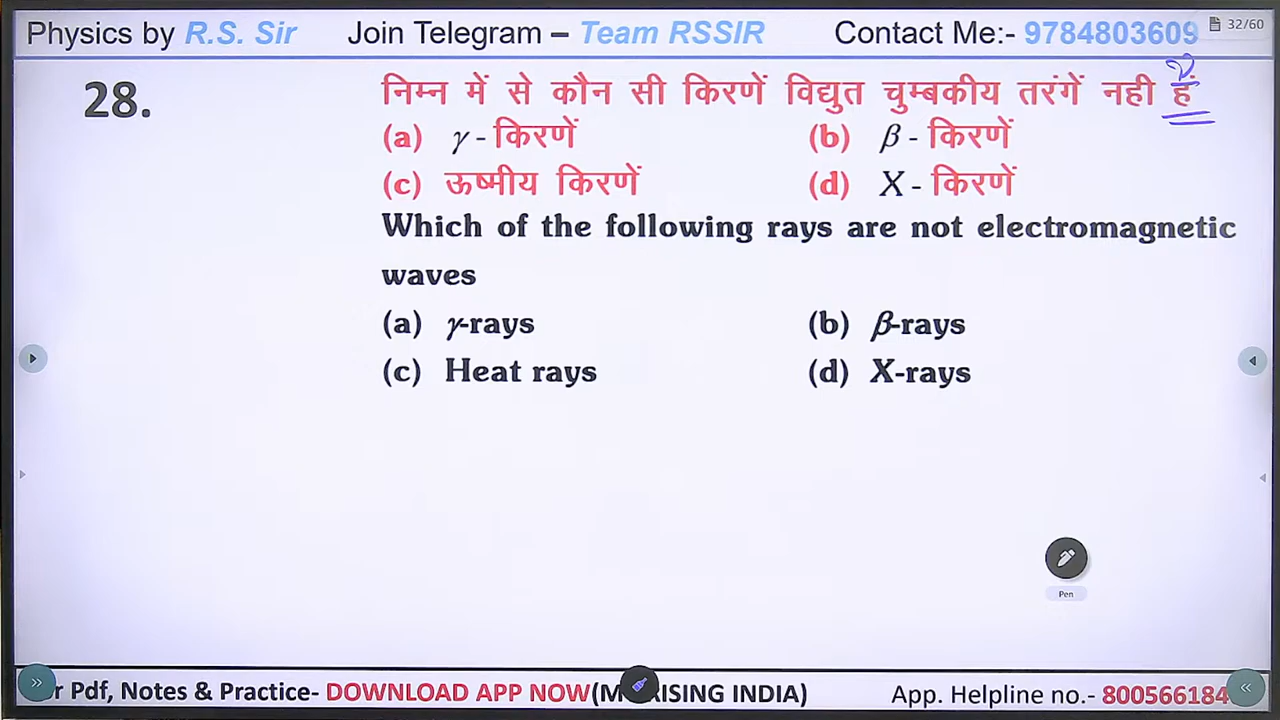 Physics by R.S. Sir Join Telegram – Team RSSIR Contact Me:- 9784803609 32/60
28. निम्न में से कौन सी किरणें विद्युत चुम्बकीय तरंगें नही हैं
(a) γ - किरणें (b) β - किरणें
(c) ऊष्मीय किरणें (d) X - किरणें
Which of the following rays are not electromagnetic
waves
(a) γ-rays (b) β-rays
(c) Heat rays (d) X-rays
Pen
r Pdf, Notes & Practice- DOWNLOAD APP NOW(M RISING INDIA) App. Helpline no.- 800566184